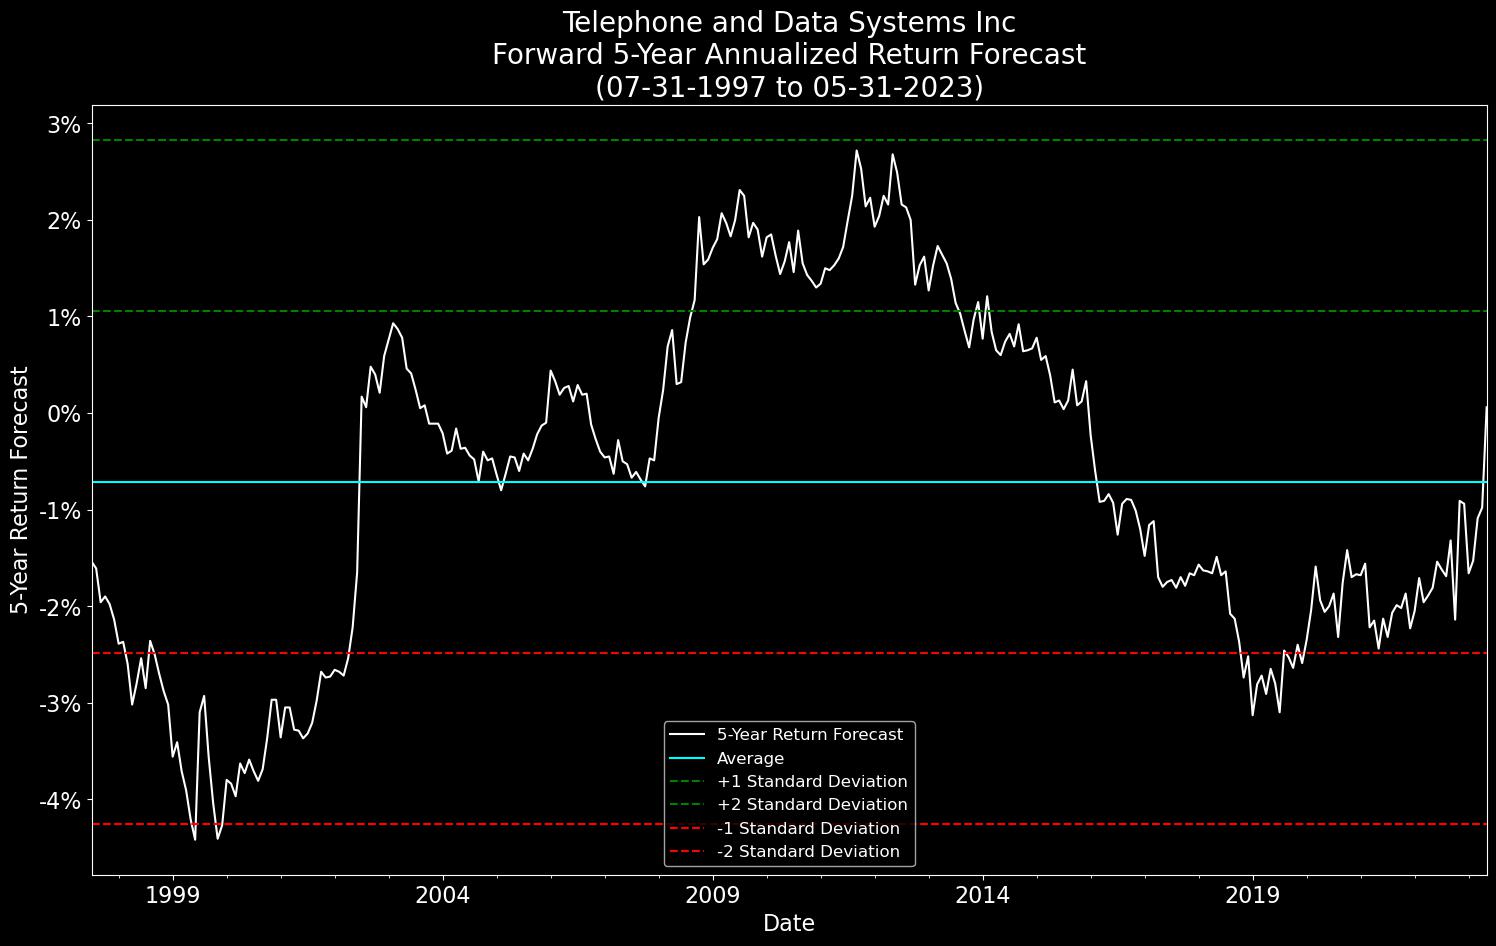 Telephone and Data Systems Inc
Forward 5-Year Annualized Return Forecast
(07-31-1997 to 05-31-2023)
5-Year Return Forecast
3%
2%
1%
0%
-1%
-2%
-3%
-4%
5-Year Return Forecast
Average
+1 Standard Deviation
+2 Standard Deviation
-1 Standard Deviation
-2 Standard Deviation
1999 2004 2009 2014 2019
Date